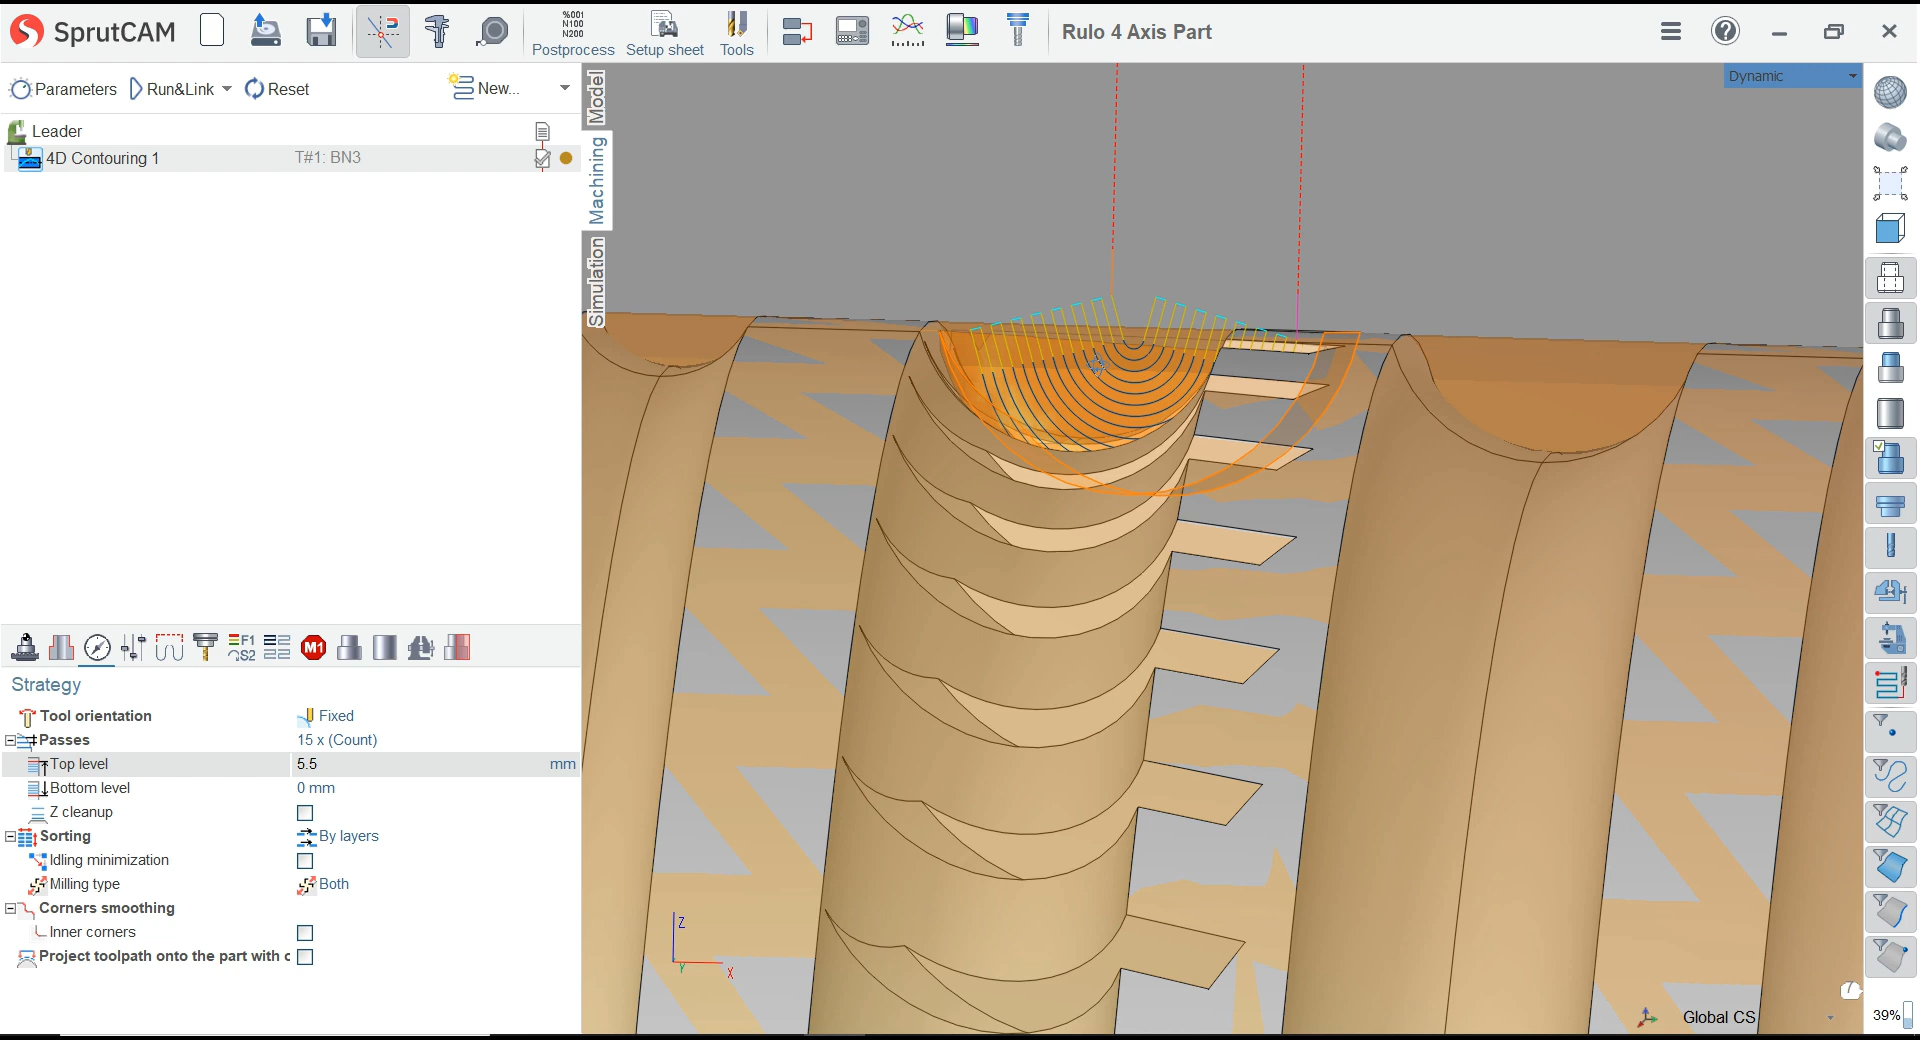 SprutCAM
%001
N100
N200
Postprocess
Setup sheet
Tools
Rulo 4 Axis Part
Parameters
Run&Link
Reset
New...
Leader
4D Contouring 1
T#1: BN3
Model
Machining
Simulation
Dynamic
F1
S2
M1
Strategy
Tool orientation
Fixed
Passes
15 x (Count)
Top level
5.5
mm
Bottom level
0 mm
Z cleanup
Sorting
By layers
Idling minimization
Milling type
Both
Corners smoothing
Inner corners
Project toolpath onto the part with c
Z
Y
X
Global CS
7
39%